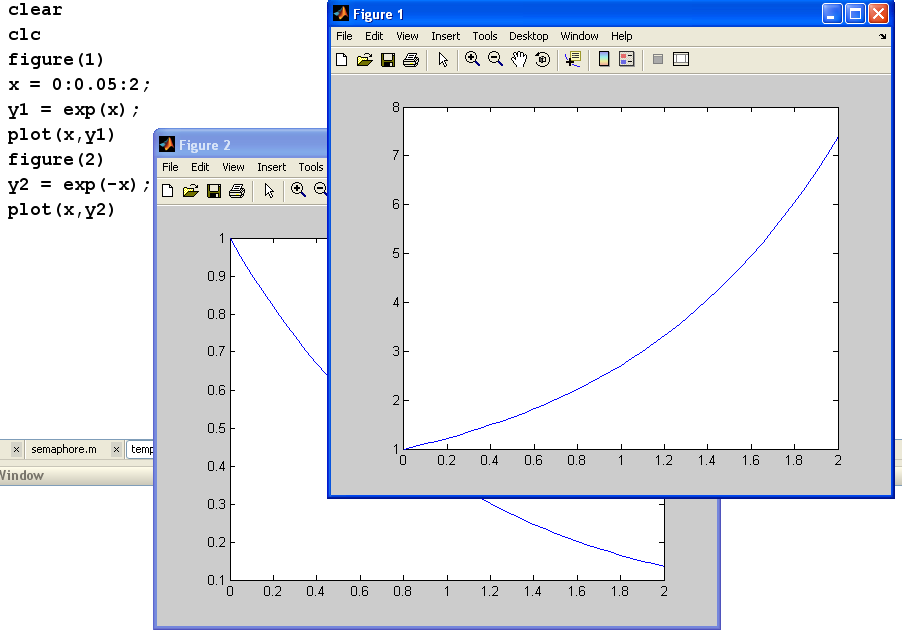 clear
clc
figure(1)
x = 0:0.05:2;
y1 = exp(x);
plot(x,y1)
figure(2)
y2 = exp(-x);
plot(x,y2)
Figure 1
File Edit View Insert Tools Desktop Window Help
8
7
6
5
4
3
2
1
0 0.2 0.4 0.6 0.8 1 1.2 1.4 1.6 1.8 2
Figure 2
File Edit View Insert Tools
1
0.9
0.8
0.7
0.6
0.5
0.4
0.3
0.2
0.1
0 0.2 0.4 0.6 0.8 1 1.2 1.4 1.6 1.8 2
semaphore.m temp
Window